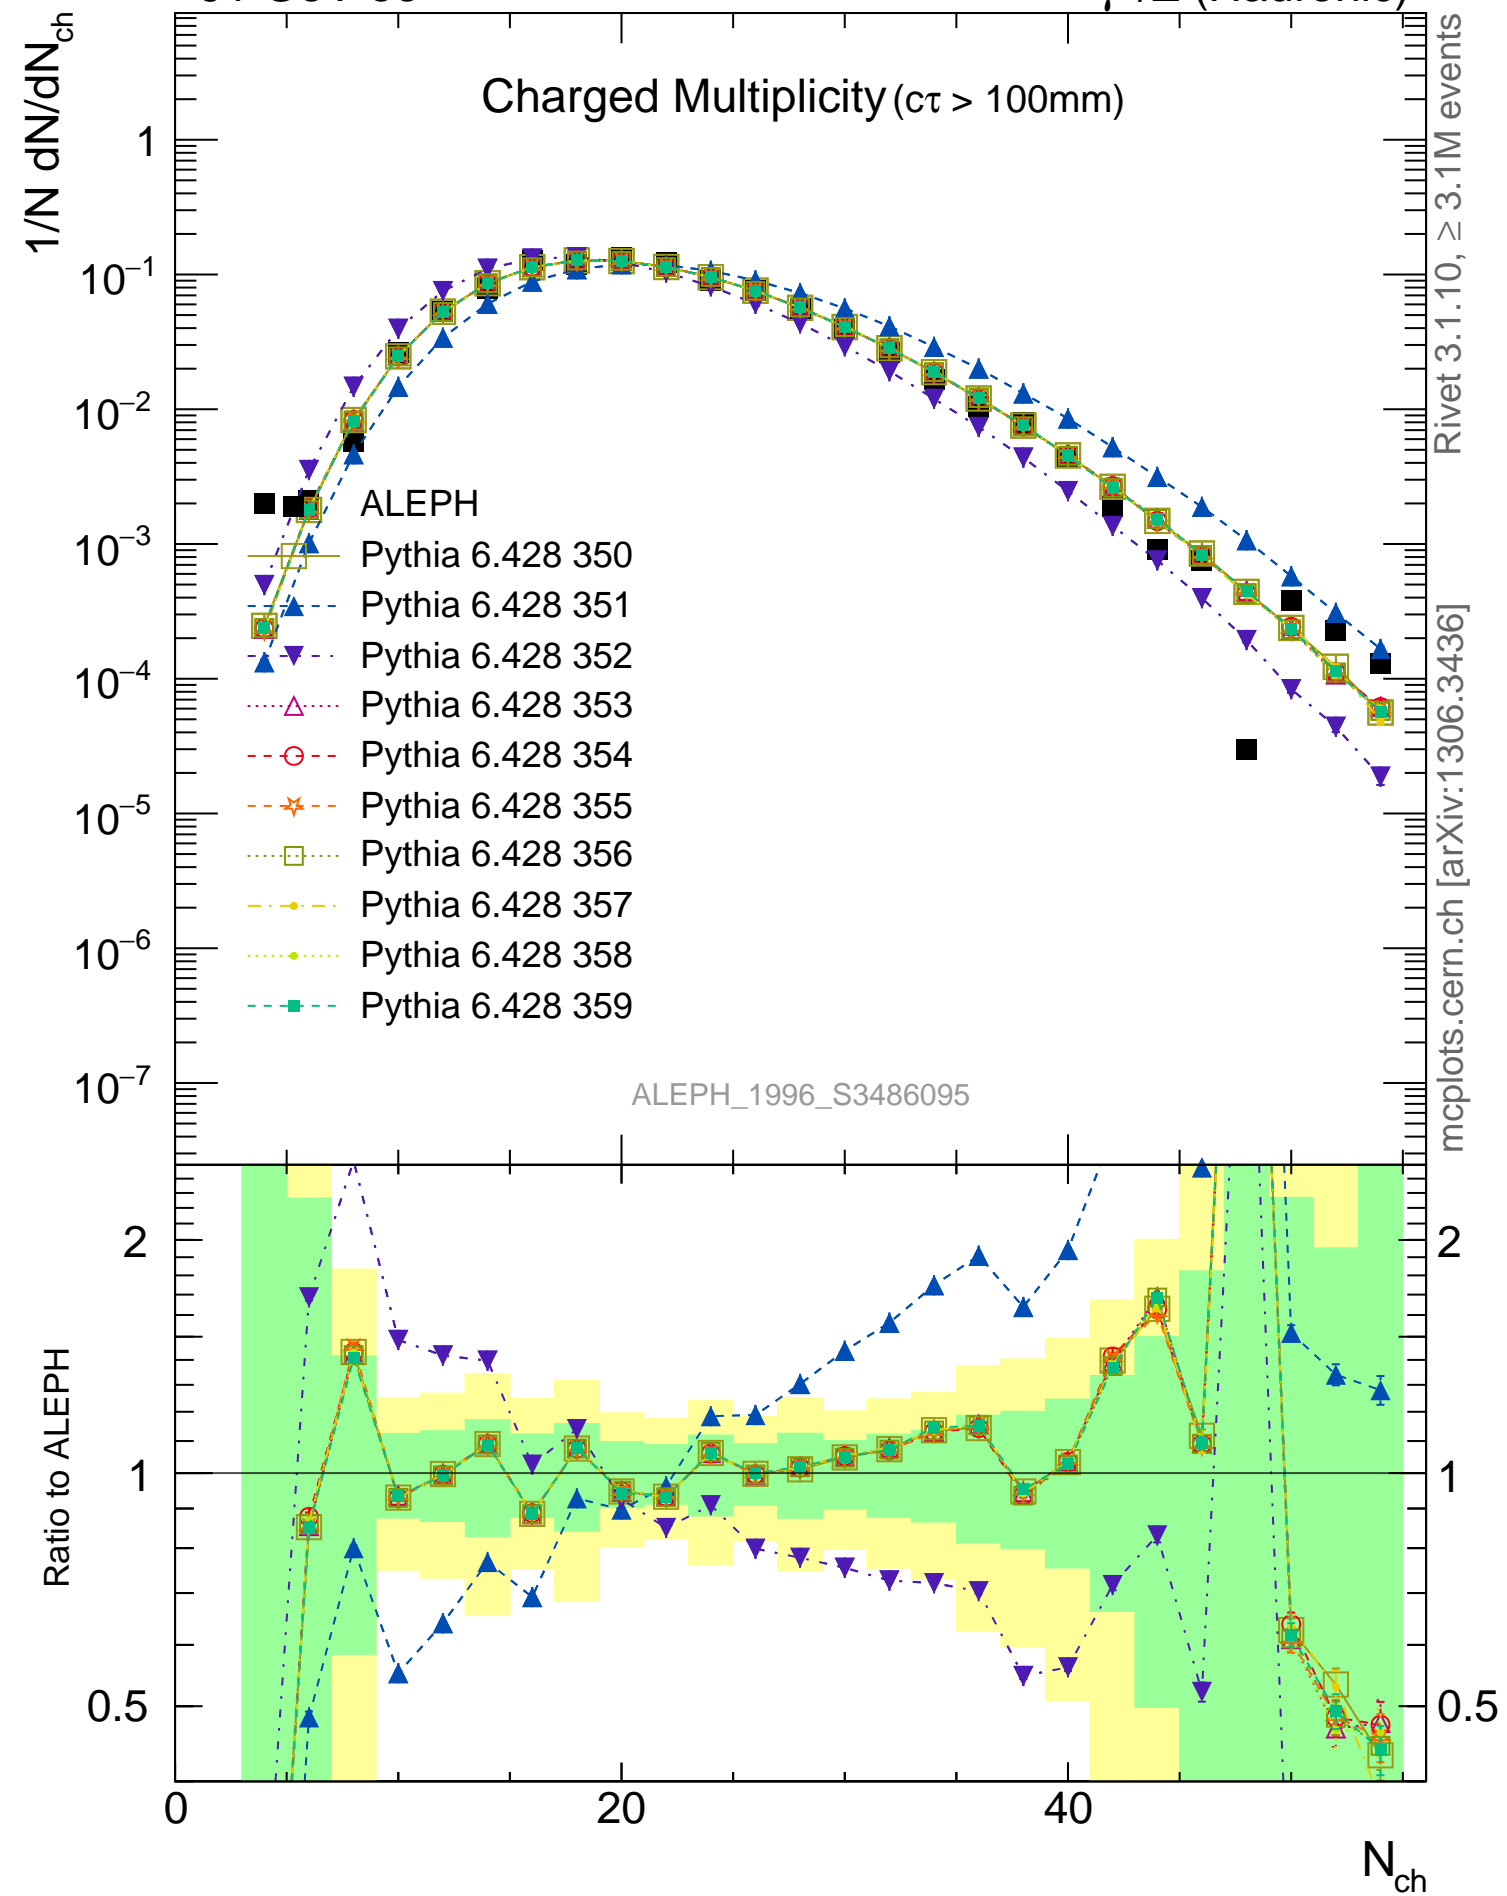 1/N dN/dNch
Charged Multiplicity (cτ > 100mm)
1
10−1
10−2
10−3
10−4
10−5
10−6
10−7
ALEPH
Pythia 6.428 350
Pythia 6.428 351
Pythia 6.428 352
Pythia 6.428 353
Pythia 6.428 354
Pythia 6.428 355
Pythia 6.428 356
Pythia 6.428 357
Pythia 6.428 358
Pythia 6.428 359
ALEPH_1996_S3486095
Rivet 3.1.10, ≥ 3.1M events
mcplots.cern.ch [arXiv:1306.3436]
Ratio to ALEPH
2
1
0.5
2
1
0.5
0
20
40
Nch